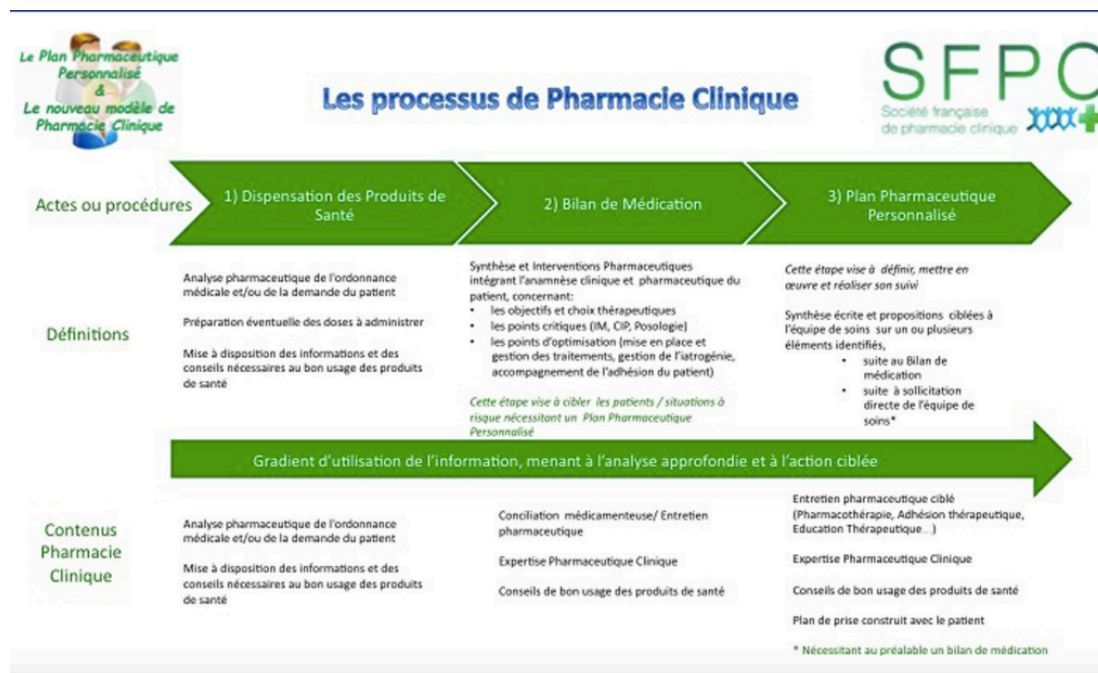 Le Plan Pharmaceutique
Personnalisé
&
Le nouveau modèle de
Pharmacie Clinique
Les processus de Pharmacie Clinique
SFPC
Société française
de pharmacie clinique
Actes ou procédures
1) Dispensation des Produits de
Santé
2) Bilan de Médication
3) Plan Pharmaceutique
Personnalisé
Définitions
Analyse pharmaceutique de l'ordonnance
médicale et/ou de la demande du patient
Préparation éventuelle des doses à administrer
Mise à disposition des informations et des
conseils nécessaires au bon usage des produits
de santé
Synthèse et Interventions Pharmaceutiques
intégrant l'anamnèse clinique et pharmaceutique du
patient, concernant:
• les objectifs et choix thérapeutiques
• les points critiques (IM, CIP, Posologie)
• les points d'optimisation (mise en place et
gestion des traitements, gestion de l'iatrogénie,
accompagnement de l'adhésion du patient)
Cette étape vise à cibler les patients / situations à
risque nécessitant un Plan Pharmaceutique
Personnalisé
Cette étape vise à définir, mettre en
œuvre et réaliser son suivi
Synthèse écrite et propositions ciblées à
l'équipe de soins sur un ou plusieurs
éléments identifiés,
• suite au Bilan de
médication
• suite à sollicitation
directe de l'équipe de
soins*
Gradient d'utilisation de l'information, menant à l'analyse approfondie et à l'action ciblée
Contenus
Pharmacie
Clinique
Analyse pharmaceutique de l'ordonnance
médicale et/ou de la demande du patient
Mise à disposition des informations et des
conseils nécessaires au bon usage des produits
de santé
Conciliation médicamenteuse/ Entretien
pharmaceutique
Expertise Pharmaceutique Clinique
Conseils de bon usage des produits de santé
Entretien pharmaceutique ciblé
(Pharmacothérapie, Adhésion thérapeutique,
Education Thérapeutique...)
Expertise Pharmaceutique Clinique
Conseils de bon usage des produits de santé
Plan de prise construit avec le patient
* Nécessitant au préalable un bilan de médication